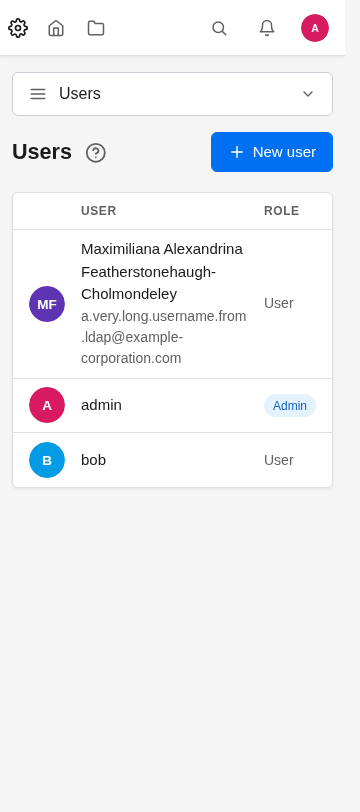 A
Users
Users
New user
USER ROLE
Maximiliana Alexandrina
Featherstonehaugh-
Cholmondeley
a.very.long.username.from
.ldap@example-
corporation.com
MF
User
A admin Admin
B bob User